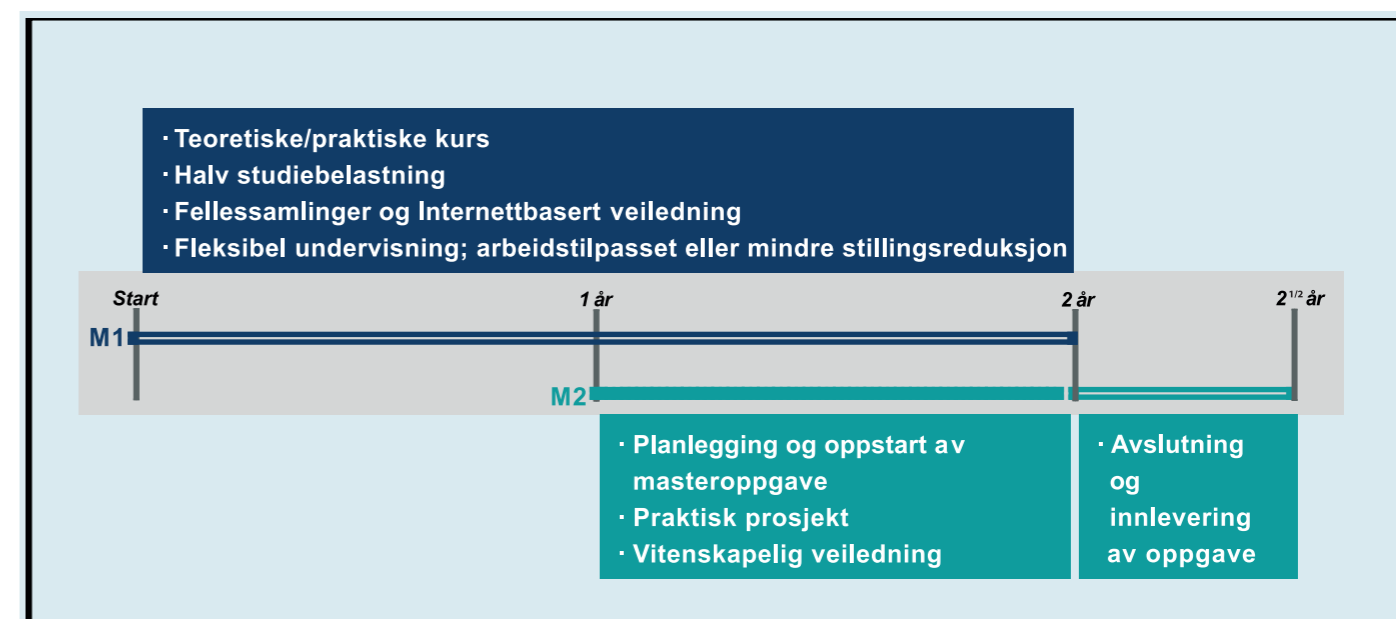 · Teoretiske/praktiske kurs
· Halv studiebelastning
· Fellessamlinger og Internettbasert veiledning
· Fleksibel undervisning; arbeidstilpasset eller mindre stillingsreduksjon
Start 1 år 2 år 2 1/2 år
M1
M2
· Planlegging og oppstart av
masteroppgave
· Praktisk prosjekt
· Vitenskapelig veiledning
· Avslutning
og
innlevering
av oppgave